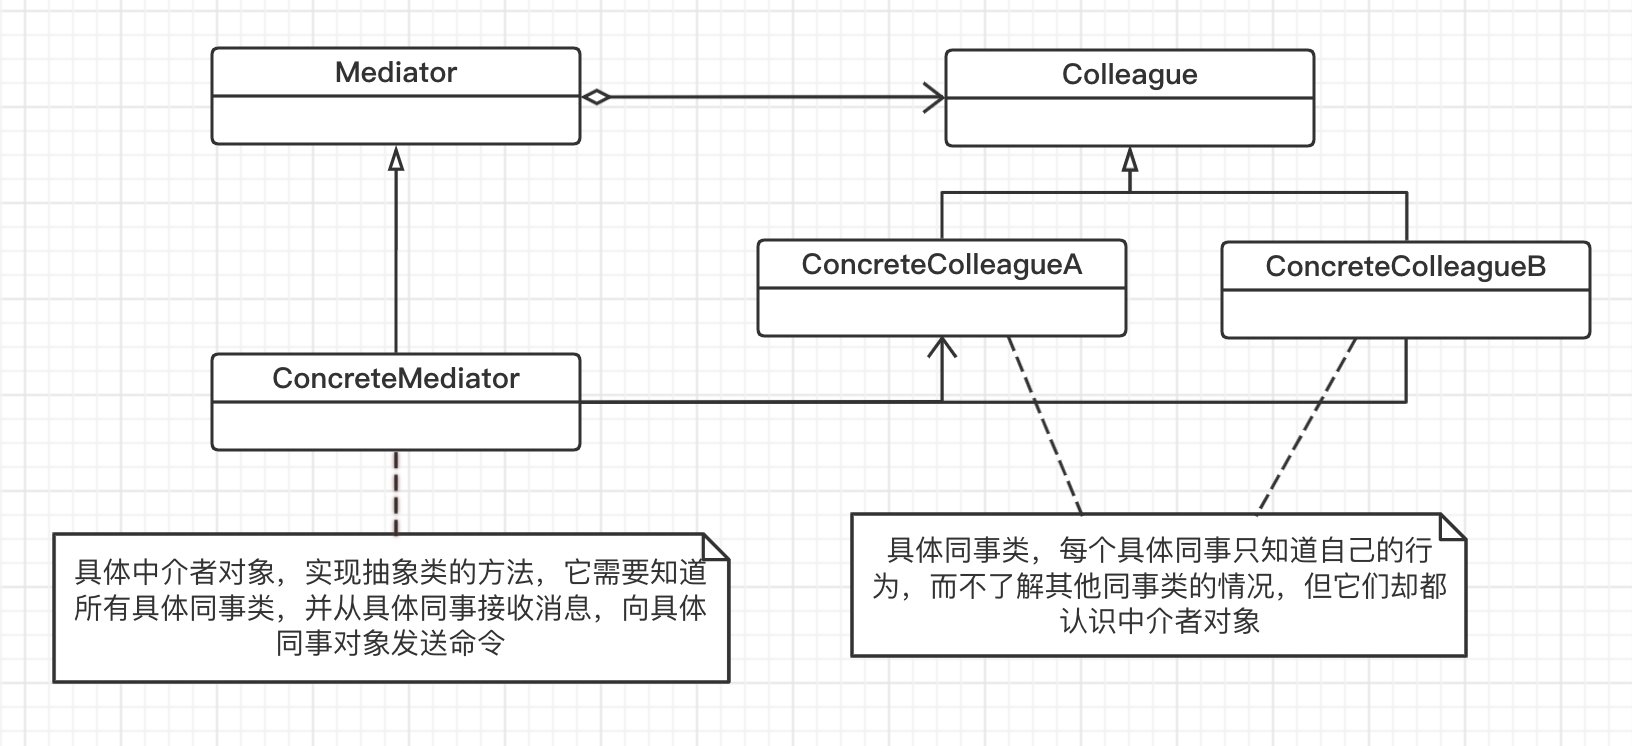 Mediator
Colleague
ConcreteColleagueA
ConcreteColleagueB
ConcreteMediator
具体中介者对象，实现抽象类的方法，它需要知道
所有具体同事类，并从具体同事接收消息，向具体
同事对象发送命令
具体同事类，每个具体同事只知道自己的行
为，而不了解其他同事类的情况，但它们却都
认识中介者对象